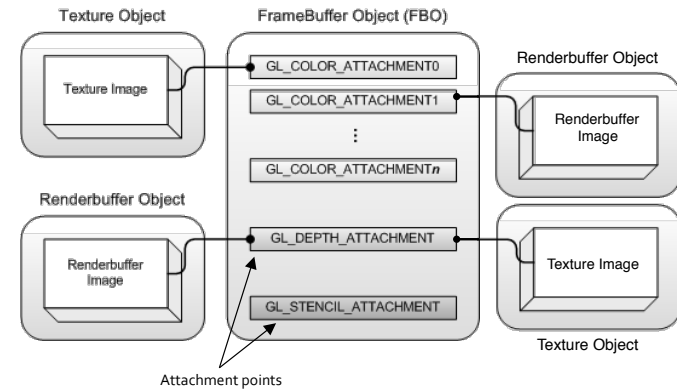 Texture Object
FrameBuffer Object (FBO)
Texture Image
GL_COLOR_ATTACHMENT0
GL_COLOR_ATTACHMENT1
GL_COLOR_ATTACHMENTn
Renderbuffer Object
Renderbuffer
Image
Renderbuffer Object
Renderbuffer
Image
GL_DEPTH_ATTACHMENT
GL_STENCIL_ATTACHMENT
Texture Image
Texture Object
Attachment points